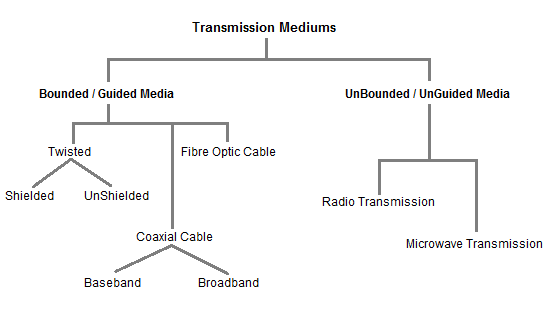 Transmission Mediums
Bounded / Guided Media
UnBounded / UnGuided Media
Twisted
Fibre Optic Cable
Shielded
UnShielded
Radio Transmission
Coaxial Cable
Microwave Transmission
Baseband
Broadband